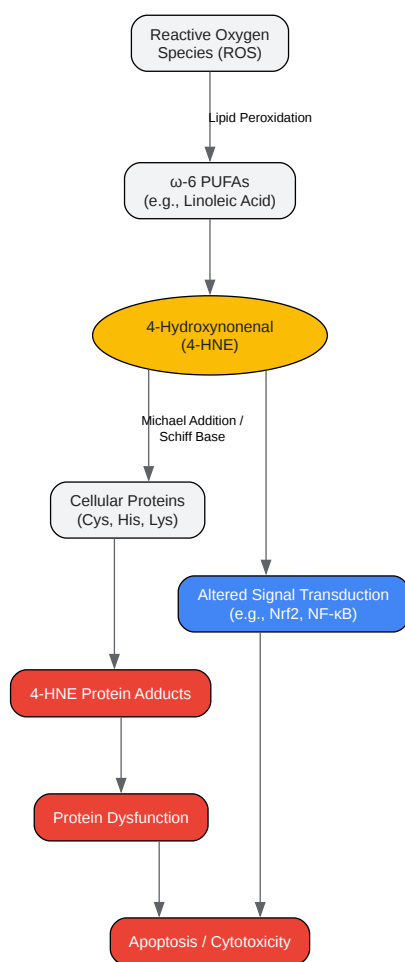 Reactive Oxygen
Species (ROS)
Lipid Peroxidation
ω-6 PUFAs
(e.g., Linoleic Acid)
4-Hydroxynonenal
(4-HNE)
Michael Addition /
Schiff Base
Cellular Proteins
(Cys, His, Lys)
Altered Signal Transduction
(e.g., Nrf2, NF-κB)
4-HNE Protein Adducts
Protein Dysfunction
Apoptosis / Cytotoxicity